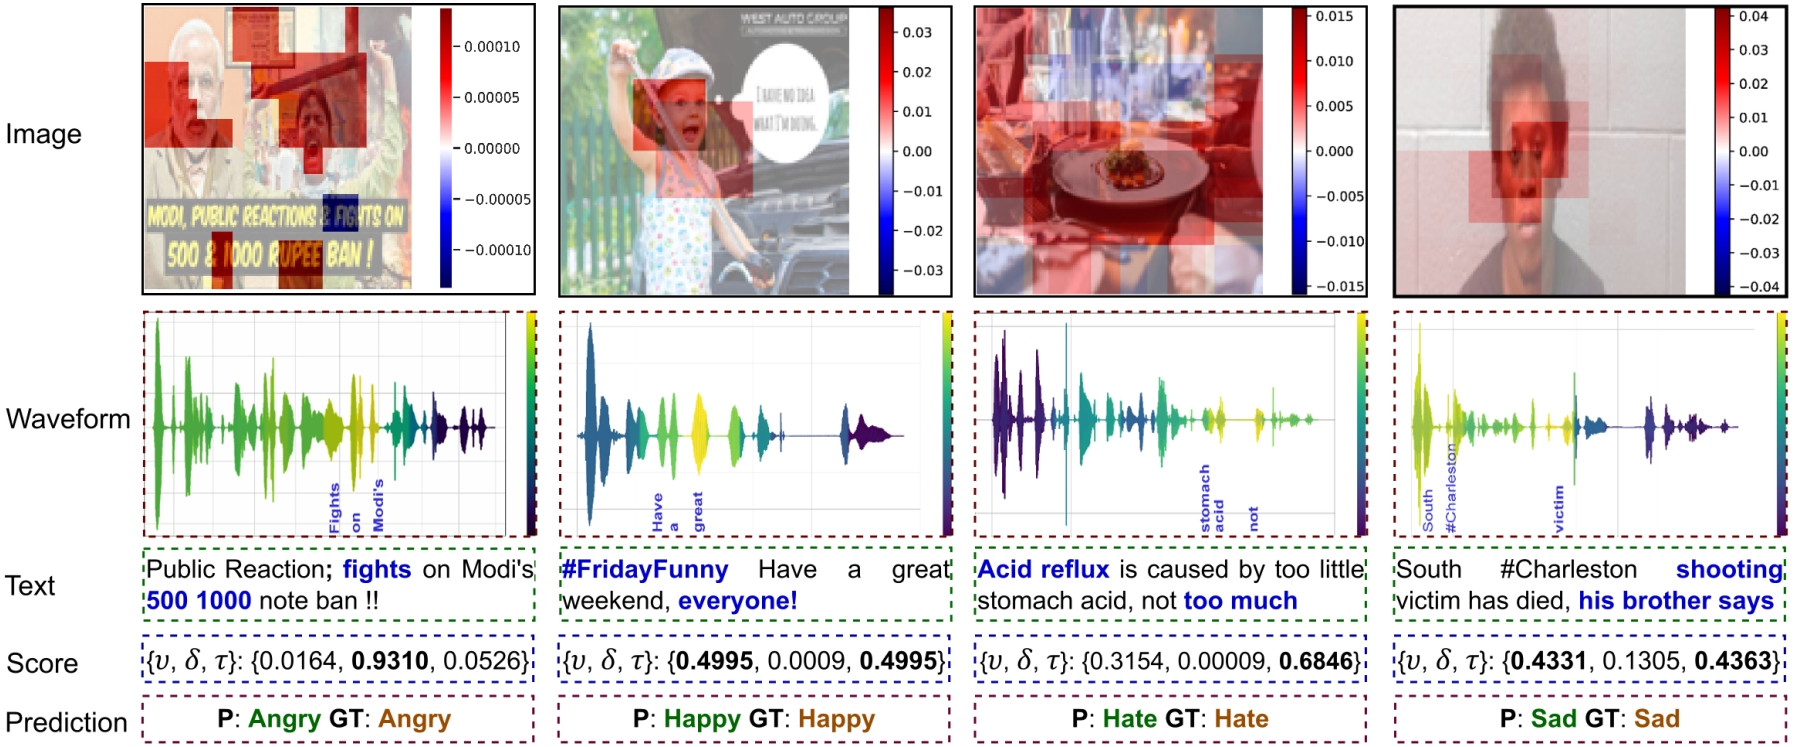 Image
WEST AUTO GROUP
I HAVE NO IDEA
WHAT I'M DOING.
MODI, PUBLIC REACTIONS & FIGHTS ON
500 & 1000 RUPEE BAN !
0.00010
0.00005
0.00000
−0.00005
−0.00010
0.03
0.02
0.01
0.00
−0.01
−0.02
−0.03
0.015
0.010
0.005
0.000
−0.005
−0.010
−0.015
0.04
0.03
0.02
0.01
0.00
−0.01
−0.02
−0.03
−0.04
Waveform
Fights
on
Modi's
Have
a
great
stomach
acid
not
South
#Charleston
victim
Text
Public Reaction; fights on Modi's
500 1000 note ban !!
#FridayFunny Have a great
weekend, everyone!
Acid reflux is caused by too little
stomach acid, not too much
South #Charleston shooting
victim has died, his brother says
Score
{υ, δ, τ}: {0.0164, 0.9310, 0.0526}
{υ, δ, τ}: {0.4995, 0.0009, 0.4995}
{υ, δ, τ}: {0.3154, 0.00009, 0.6846}
{υ, δ, τ}: {0.4331, 0.1305, 0.4363}
Prediction
P: Angry GT: Angry
P: Happy GT: Happy
P: Hate GT: Hate
P: Sad GT: Sad